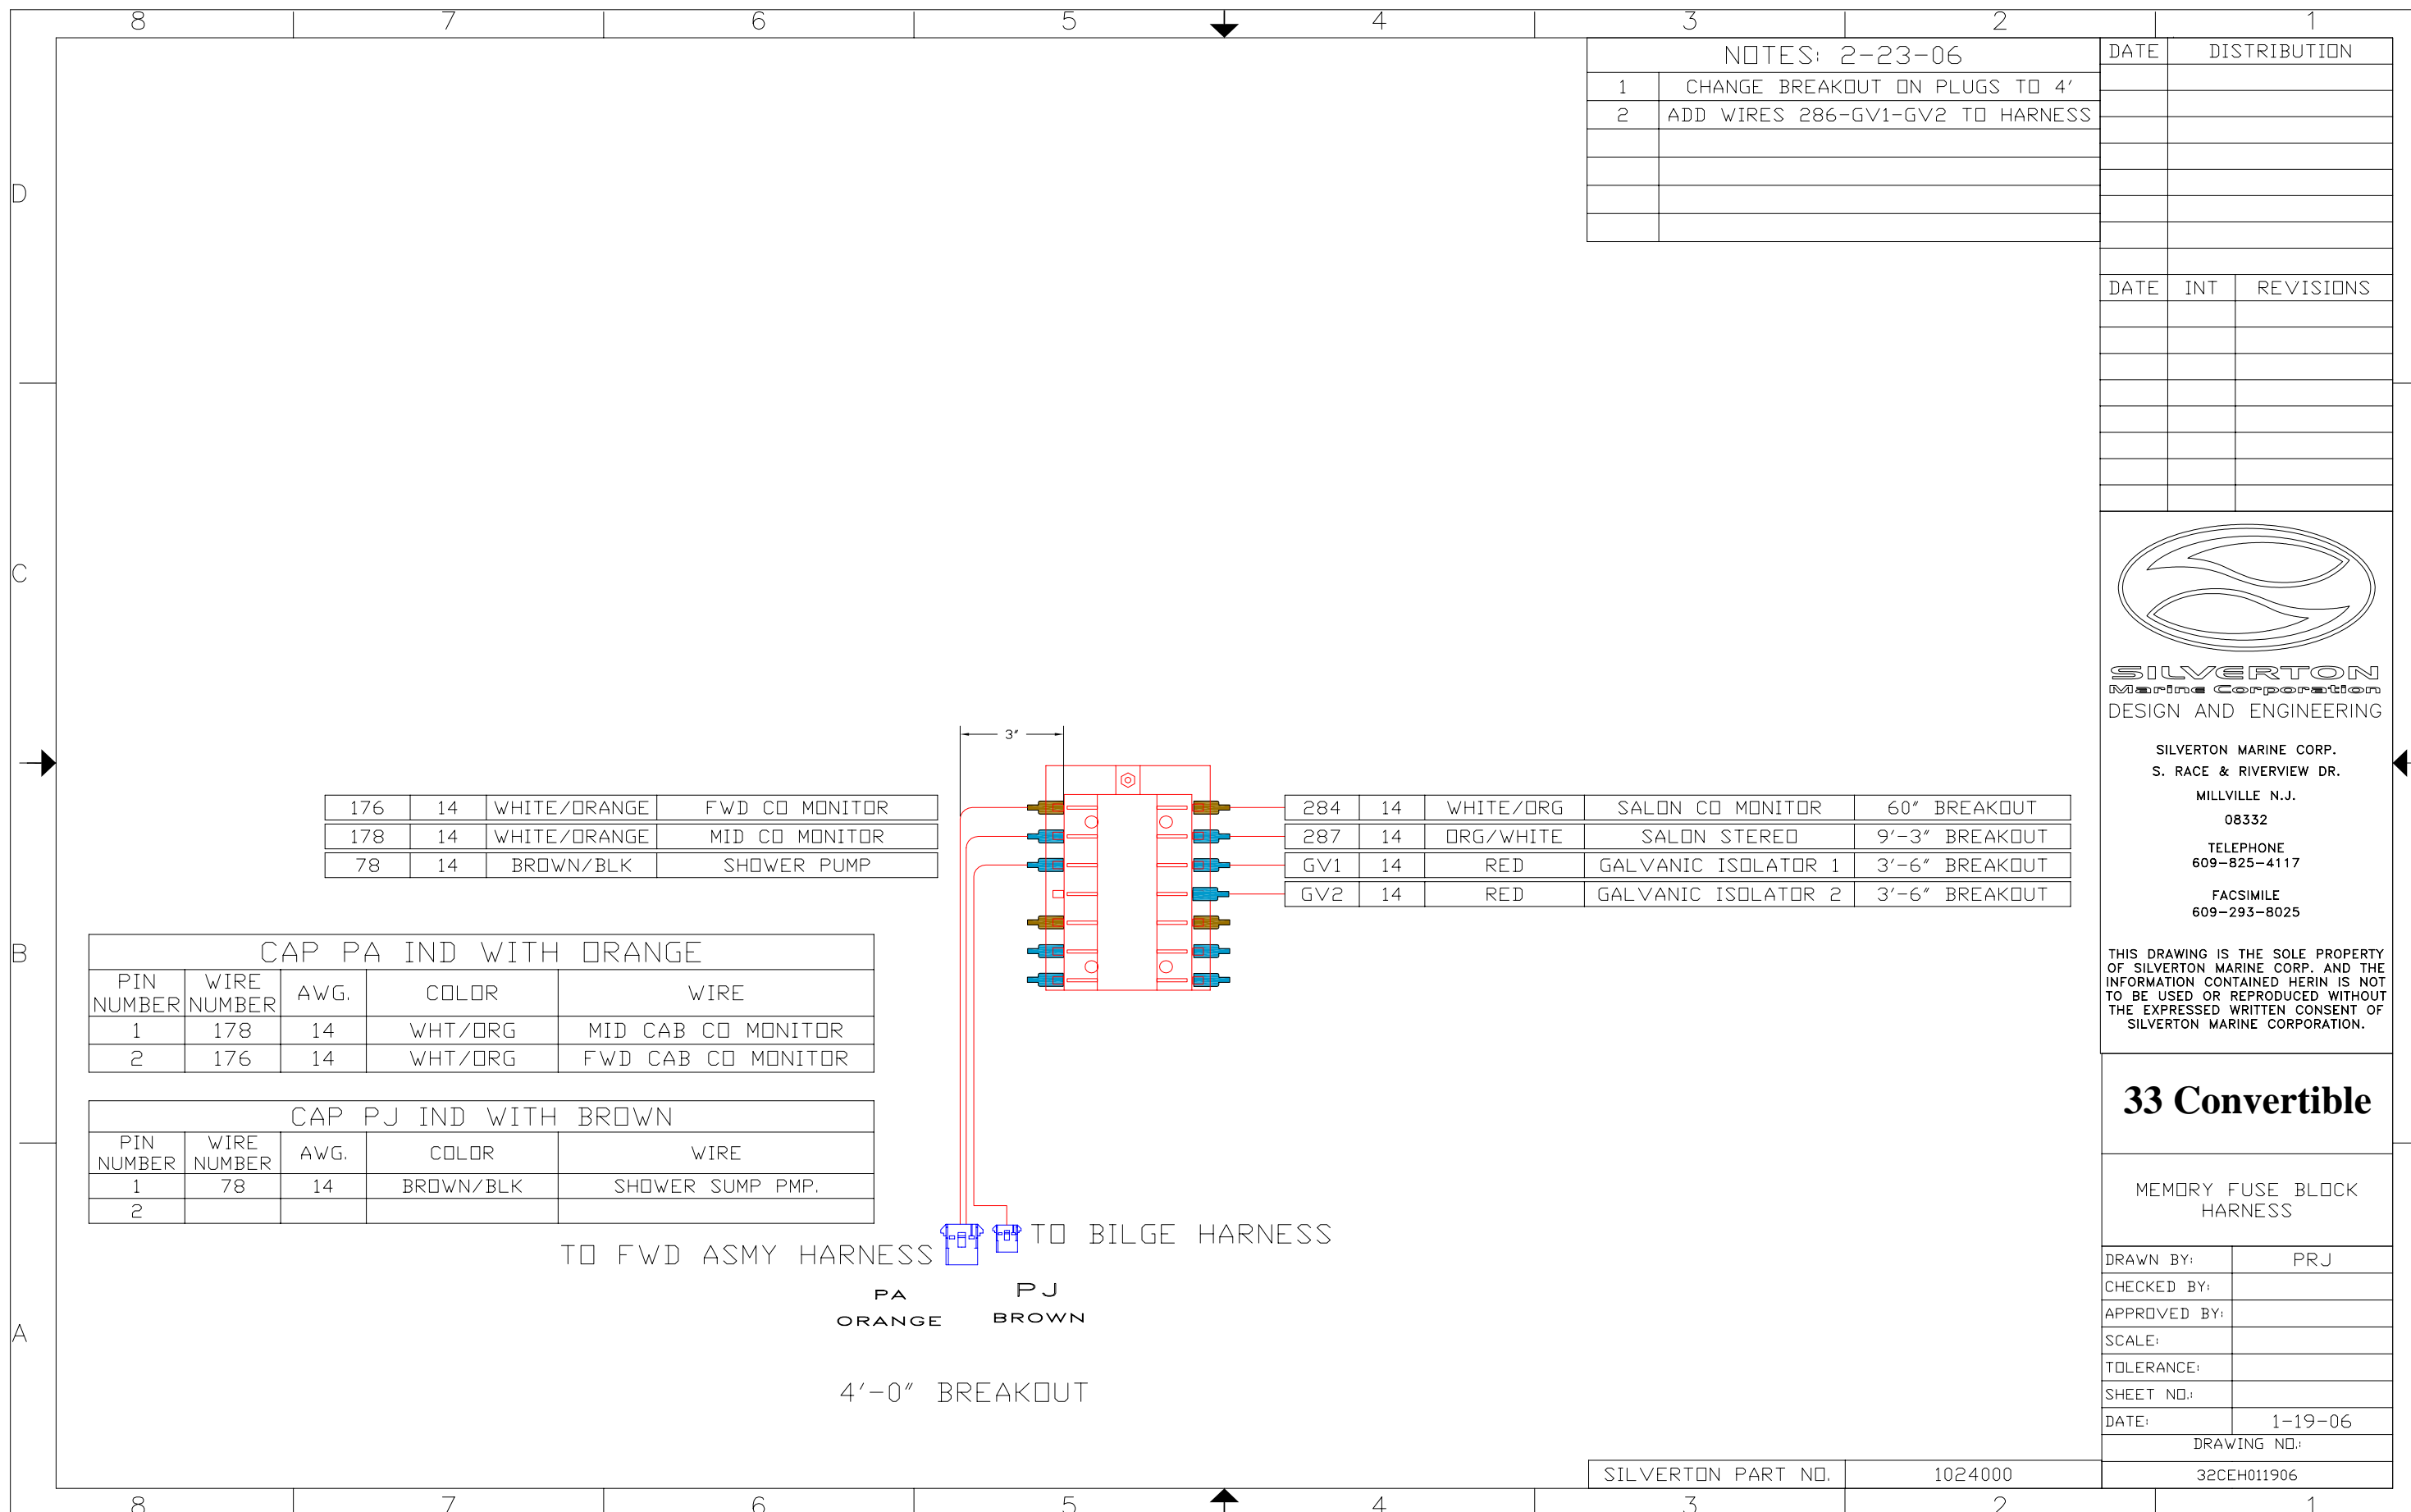 8 7 6 5 4 3 2 1
NOTES: 2-23-06
1 CHANGE BREAKOUT ON PLUGS TO 4'
2 ADD WIRES 286-GV1-GV2 TO HARNESS
DATE DISTRIBUTION
DATE INT REVISIONS
D
C
B
A
SILVERTON
Marine Corporation
DESIGN AND ENGINEERING
SILVERTON MARINE CORP.
S. RACE & RIVERVIEW DR.
MILLVILLE N.J.
08332
TELEPHONE
609-825-4117
FACSIMILE
609-293-8025
THIS DRAWING IS THE SOLE PROPERTY
OF SILVERTON MARINE CORP. AND THE
INFORMATION CONTAINED HERIN IS NOT
TO BE USED OR REPRODUCED WITHOUT
THE EXPRESSED WRITTEN CONSENT OF
SILVERTON MARINE CORPORATION.
3"
176 14 WHITE/ORANGE FWD CO MONITOR
178 14 WHITE/ORANGE MID CO MONITOR
78 14 BROWN/BLK SHOWER PUMP
284 14 WHITE/ORG SALON CO MONITOR 60" BREAKOUT
287 14 ORG/WHITE SALON STEREO 9'-3" BREAKOUT
GV1 14 RED GALVANIC ISOLATOR 1 3'-6" BREAKOUT
GV2 14 RED GALVANIC ISOLATOR 2 3'-6" BREAKOUT
CAP PA IND WITH ORANGE
PIN NUMBER WIRE NUMBER AWG. COLOR WIRE
1 178 14 WHT/ORG MID CAB CO MONITOR
2 176 14 WHT/ORG FWD CAB CO MONITOR
CAP PJ IND WITH BROWN
PIN NUMBER WIRE NUMBER AWG. COLOR WIRE
1 78 14 BROWN/BLK SHOWER SUMP PMP.
2
TO FWD ASMY HARNESS
TO BILGE HARNESS
PA
ORANGE
PJ
BROWN
4'-0" BREAKOUT
33 Convertible
MEMORY FUSE BLOCK
HARNESS
DRAWN BY: PRJ
CHECKED BY:
APPROVED BY:
SCALE:
TOLERANCE:
SHEET NO.:
DATE: 1-19-06
DRAWING NO.:
32CEH011906
SILVERTON PART NO. 1024000
8 7 6 5 4 3 2 1